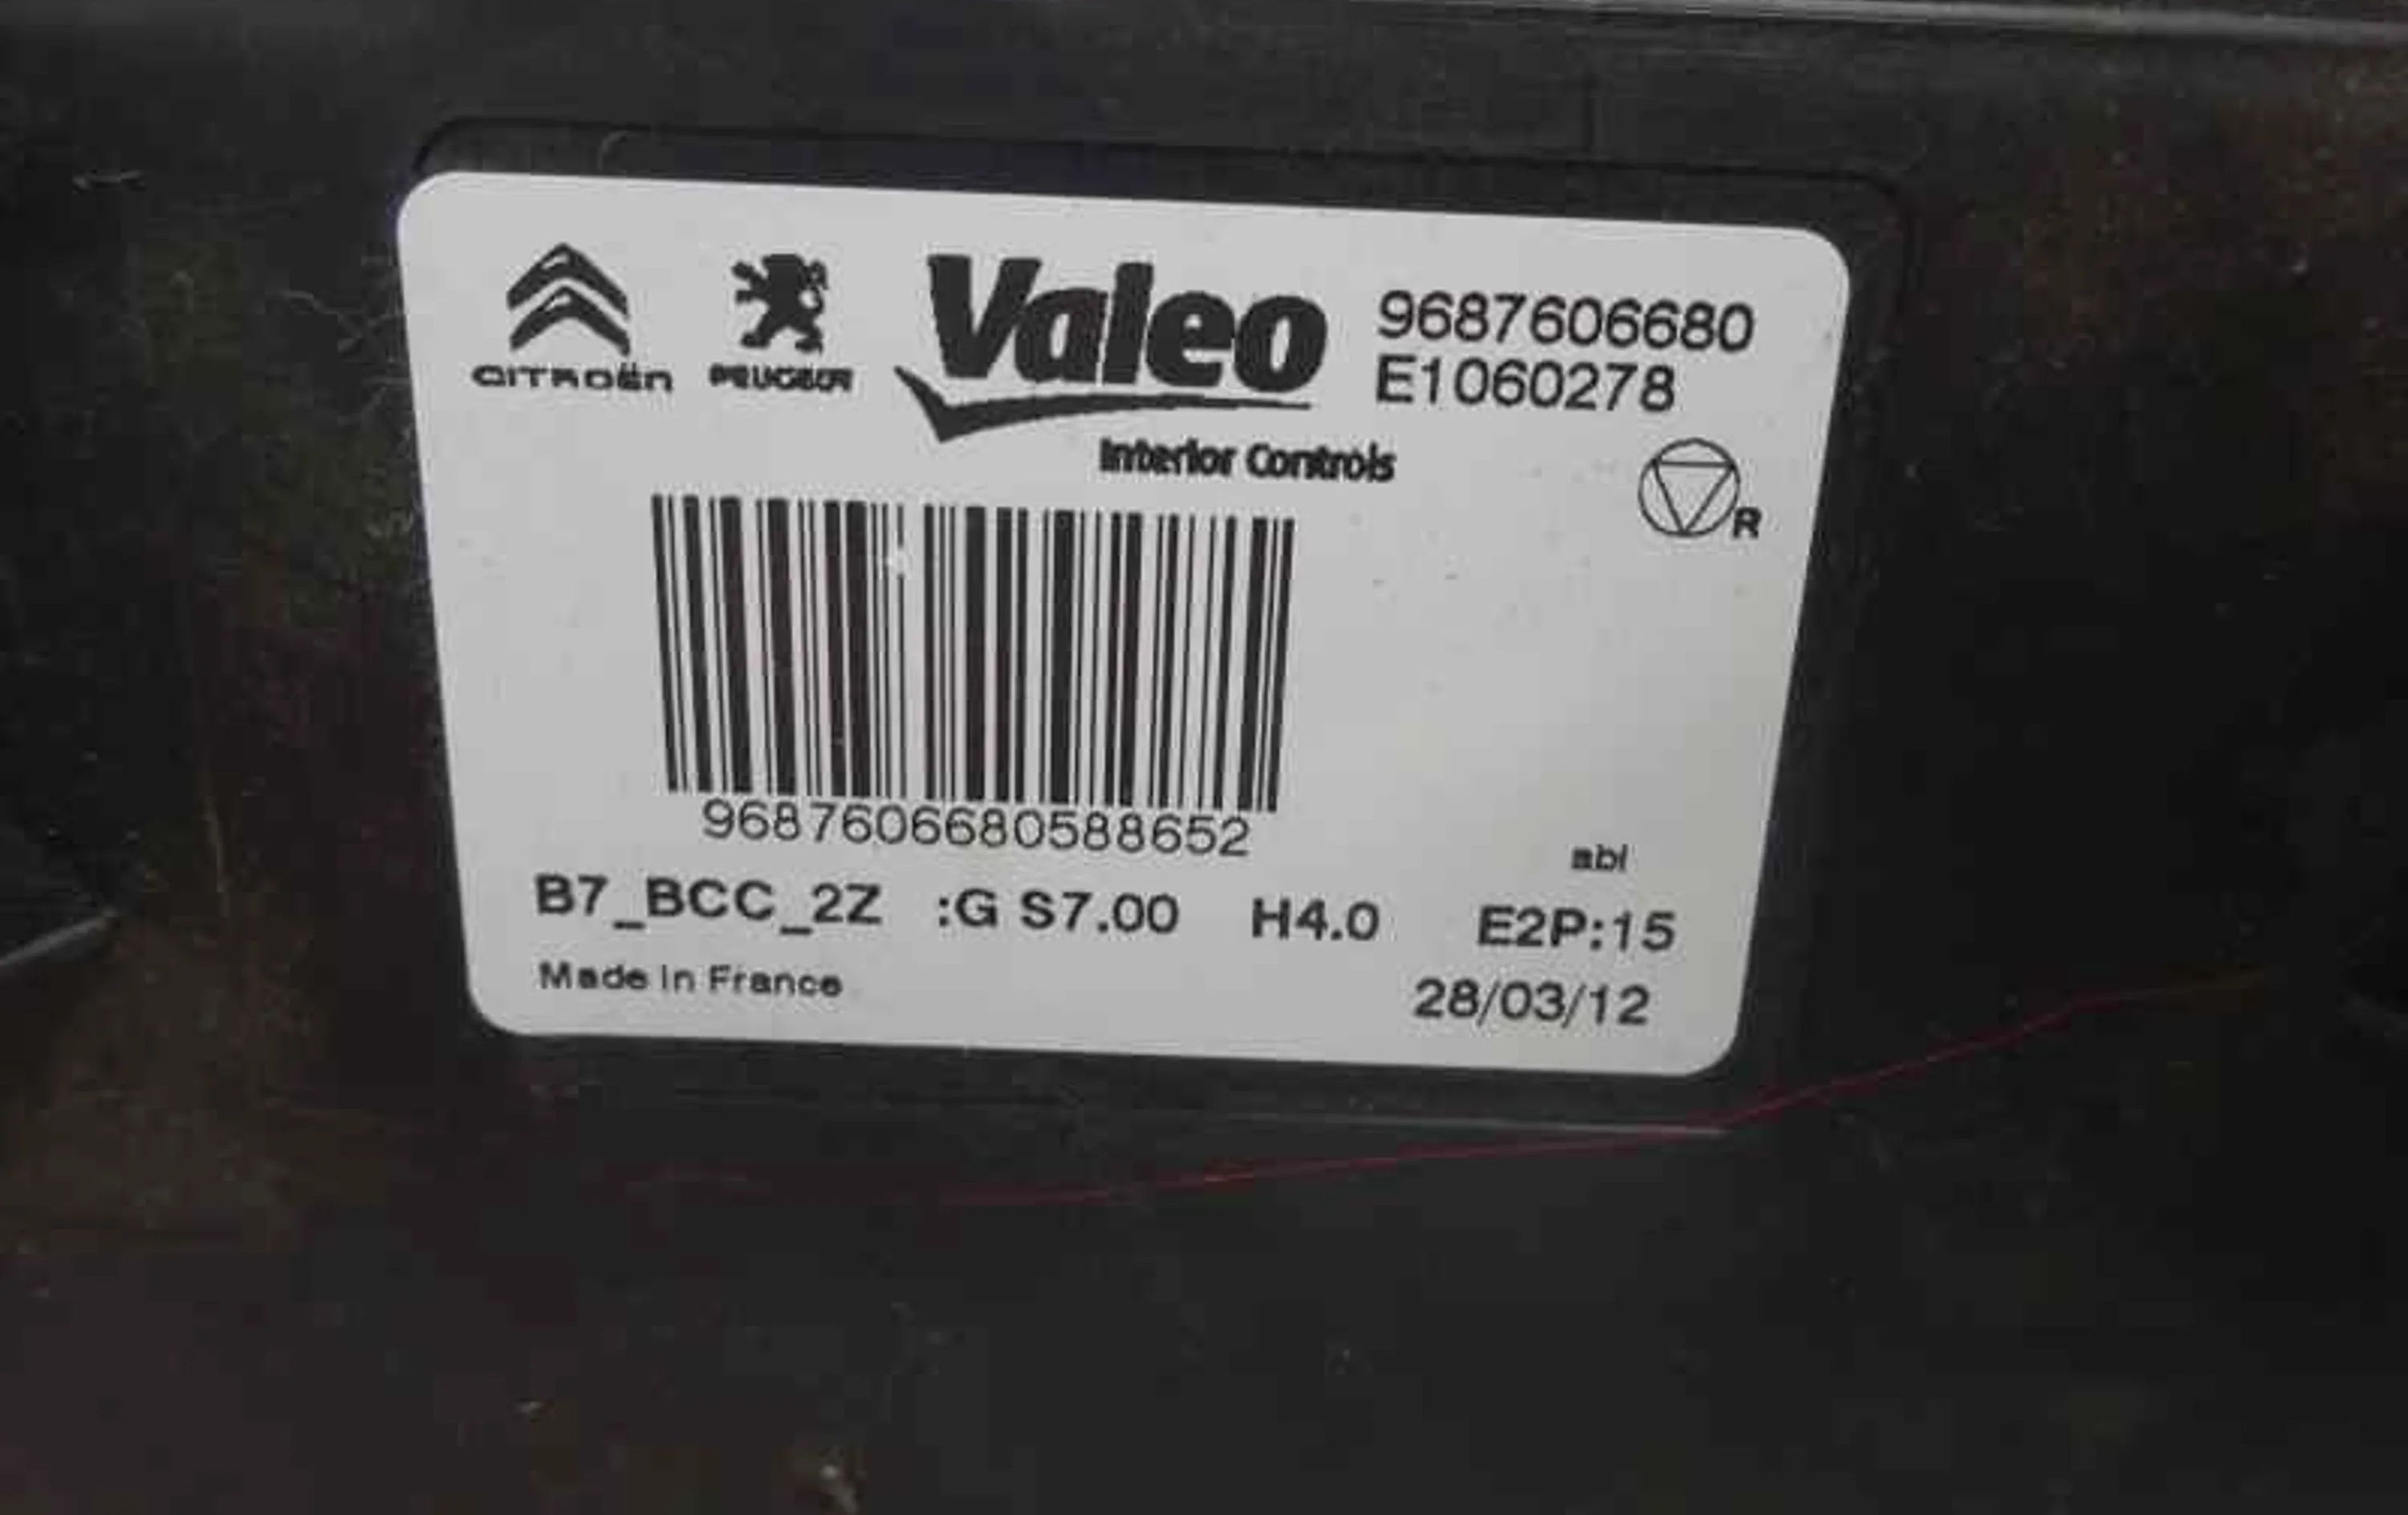 CITROËN PEUGEOT Valeo 9687606680
E1060278
Interior Controls
R
9687606680588652
abl
B7_BCC_2Z :G S7.00 H4.0 E2P:15
Made in France
28/03/12